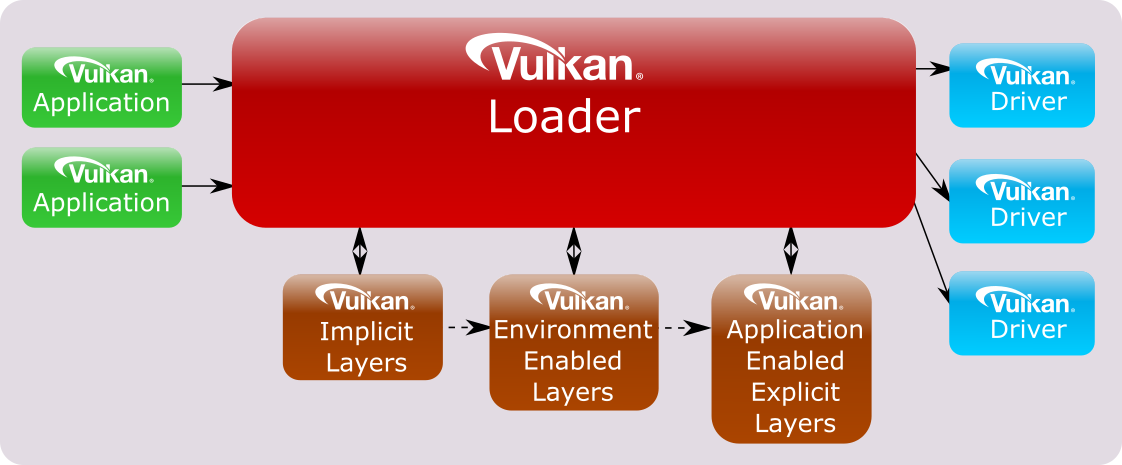 Vulkan®
Application
Vulkan®
Application
Vulkan®
Loader
Vulkan®
Implicit
Layers
Vulkan®
Environment
Enabled
Layers
Vulkan®
Application
Enabled
Explicit
Layers
Vulkan®
Driver
Vulkan®
Driver
Vulkan®
Driver